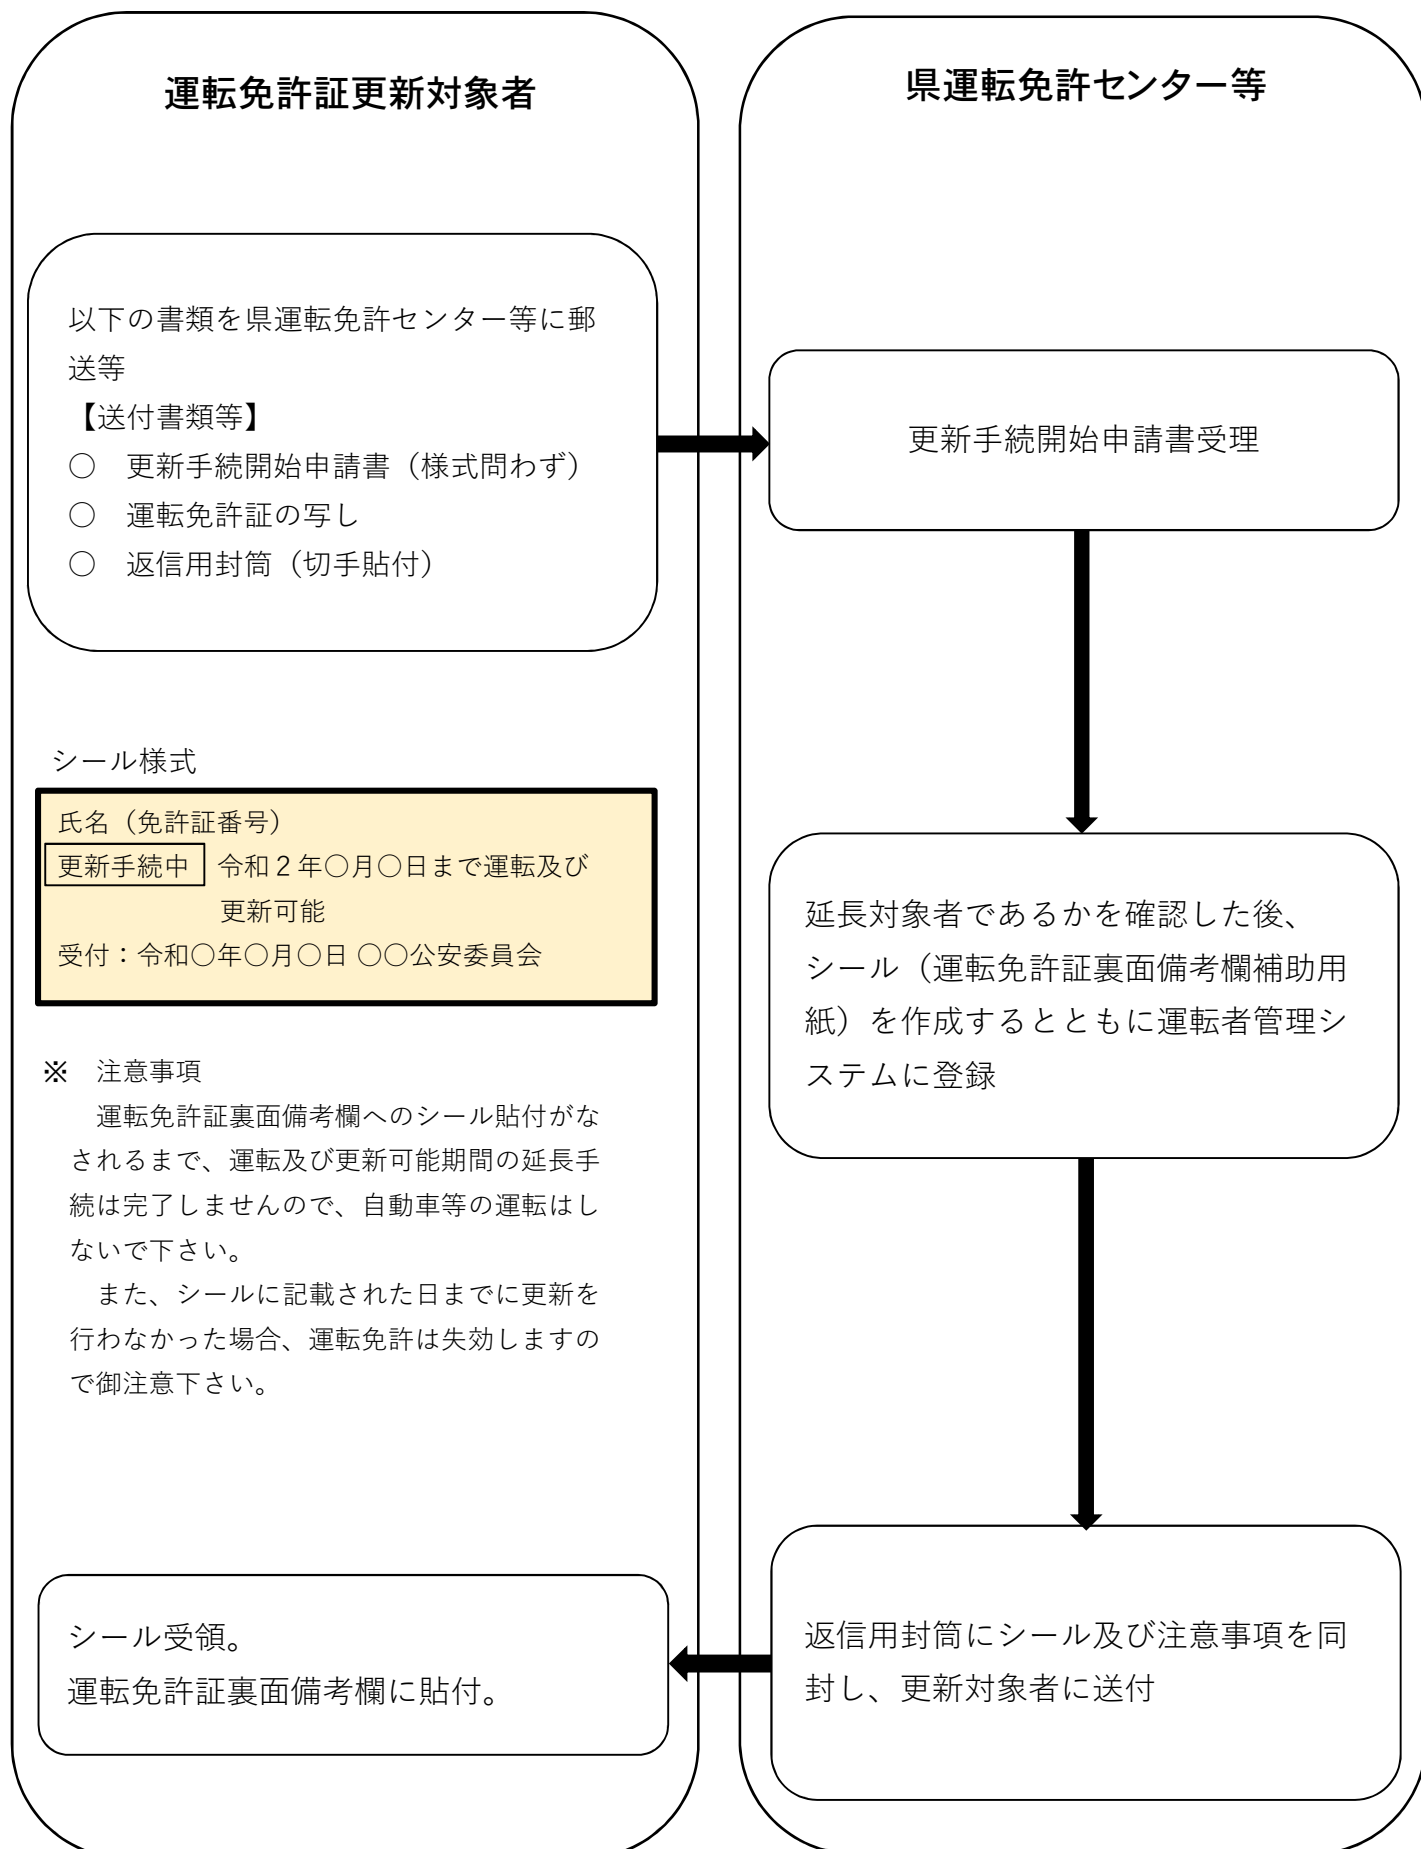 運転免許証更新対象者
以下の書類を県運転免許センター等に郵
送等
【送付書類等】
○　更新手続開始申請書（様式問わず）
○　運転免許証の写し
○　返信用封筒（切手貼付）
シール様式
氏名（免許証番号）
更新手続中　令和２年○月○日まで運転及び
更新可能
受付：令和○年○月○日 ○○公安委員会
※　注意事項
　運転免許証裏面備考欄へのシール貼付がな
されるまで、運転及び更新可能期間の延長手
続は完了しませんので、自動車等の運転はし
ないで下さい。
　また、シールに記載された日までに更新を
行わなかった場合、運転免許は失効しますの
で御注意下さい。
シール受領。
運転免許証裏面備考欄に貼付。
県運転免許センター等
更新手続開始申請書受理
延長対象者であるかを確認した後、
シール（運転免許証裏面備考欄補助用
紙）を作成するとともに運転者管理シ
ステムに登録
返信用封筒にシール及び注意事項を同
封し、更新対象者に送付